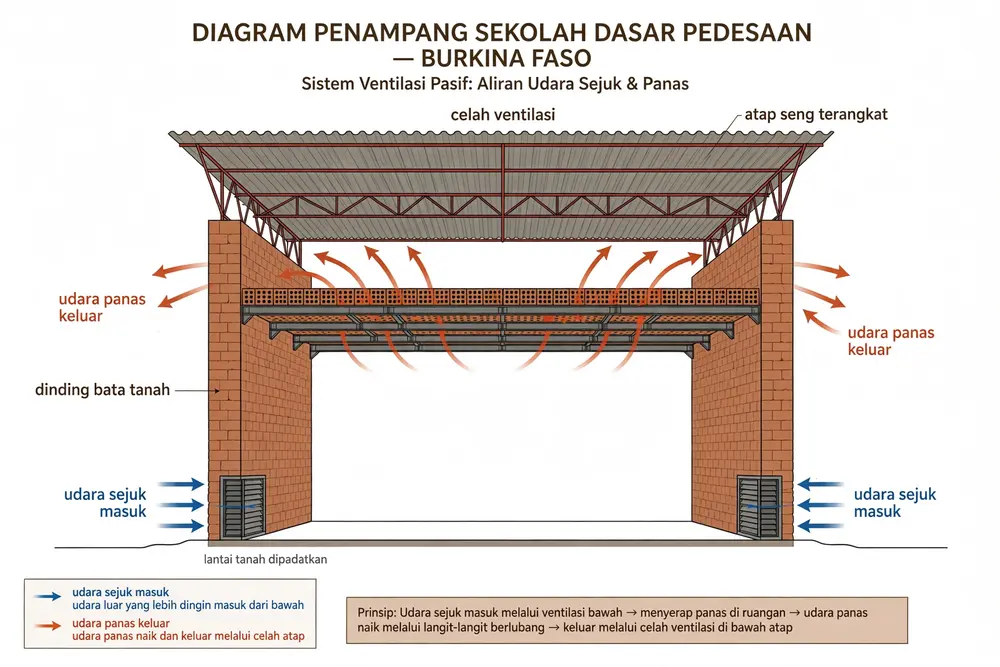 DIAGRAM PENAMPANG SEKOLAH DASAR PEDESAAN
— BURKINA FASO
Sistem Ventilasi Pasif: Aliran Udara Sejuk & Panas
celah ventilasi
atap seng terangkat
udara panas
keluar
udara panas
keluar
dinding bata tanah
udara sejuk
masuk
udara sejuk
masuk
lantai tanah dipadatkan
udara sejuk masuk
udara luar yang lebih dingin masuk dari bawah
udara panas keluar
udara panas naik dan keluar melalui celah atap
Prinsip: Udara sejuk masuk melalui ventilasi bawah → menyerap panas di ruangan → udara panas
naik melalui langit-langit berlubang → keluar melalui celah ventilasi di bawah atap